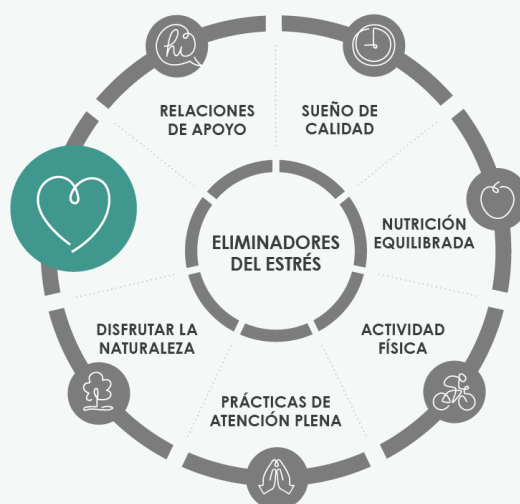 hi
RELACIONES
DE APOYO
SUEÑO DE
CALIDAD
NUTRICIÓN
EQUILIBRADA
ELIMINADORES
DEL ESTRÉS
DISFRUTAR LA
NATURALEZA
ACTIVIDAD
FÍSICA
PRÁCTICAS DE
ATENCIÓN PLENA